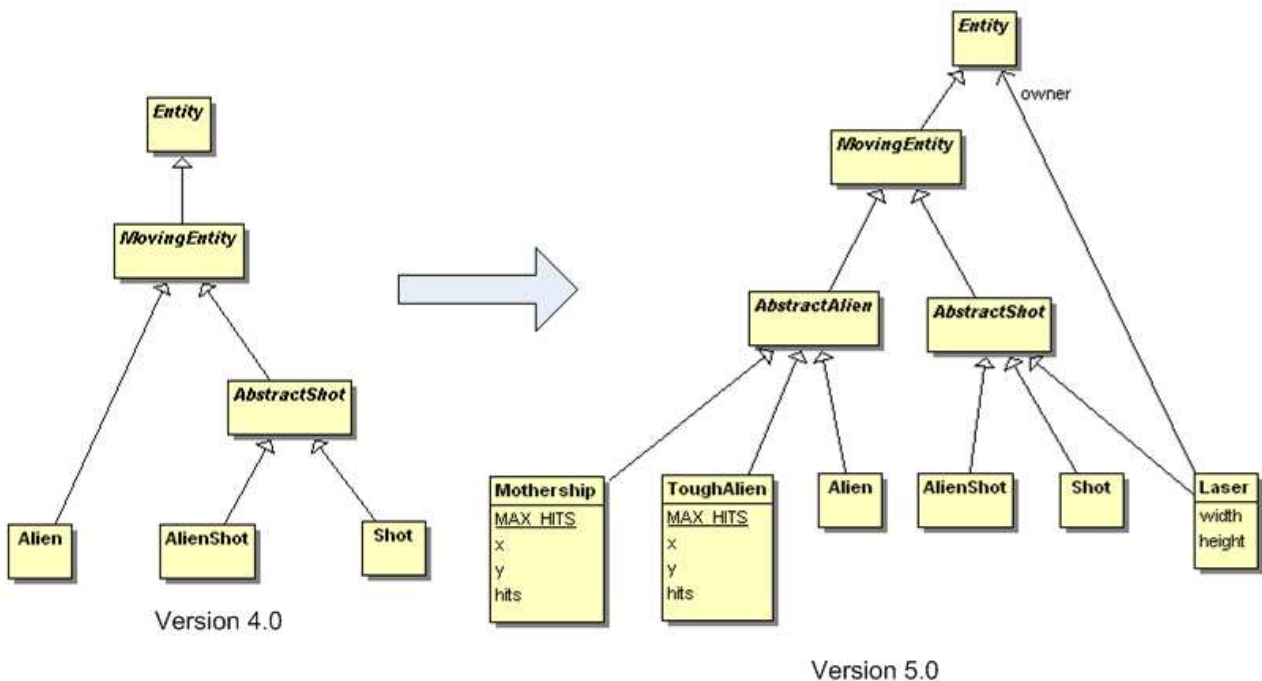 Entity
MovingEntity
AbstractShot
Alien
AlienShot
Shot
Version 4.0
Entity
owner
MovingEntity
AbstractAlien
AbstractShot
Mothership
MAX_HITS
x
y
hits
ToughAlien
MAX_HITS
x
y
hits
Alien
AlienShot
Shot
Laser
width
height
Version 5.0